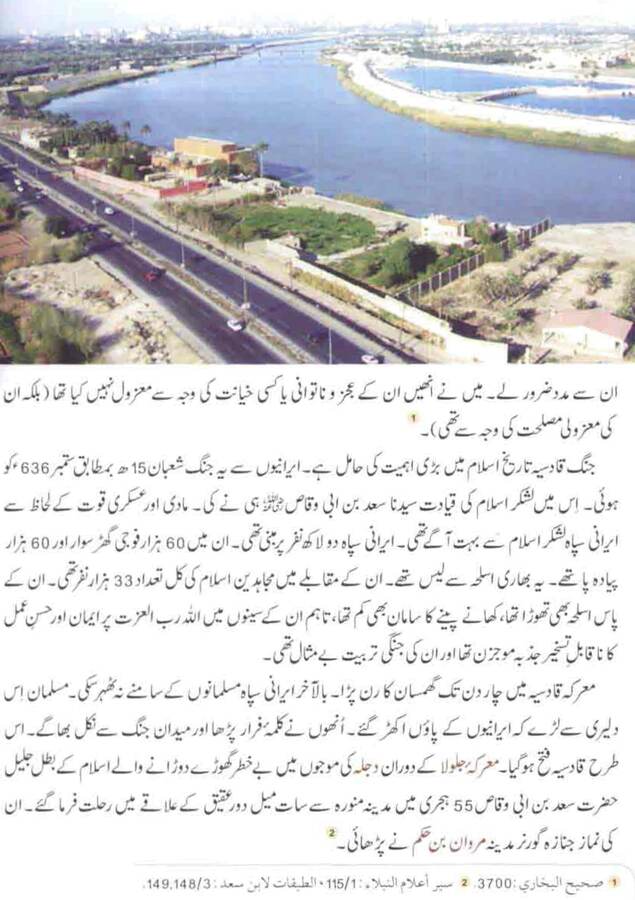 ان سے مدد ضرور لے۔ میں نے انھیں ان کے عجز و ناتوانی یا کسی خیانت کی وجہ سے معزول نہیں کیا تھا (بلکہ ان
کی معزولی مصلحت کی وجہ سے تھی)۔ 1
جنگ قادسیہ تاریخ اسلام میں بڑی اہمیت کی حامل ہے۔ ایرانیوں سے یہ جنگ شعبان 15ھ بمطابق ستمبر 636ء کو
ہوئی۔ اِس میں لشکر اسلام کی قیادت سیدنا سعد بن ابی وقاص ؓ ہی نے کی۔ مادی اور عسکری قوت کے لحاظ سے
ایرانی سپاہ لشکر اسلام سے بہت آگے تھی۔ ایرانی سپاہ دو لاکھ نفر پر مبنی تھی۔ ان میں 60 ہزار فوجی گھڑ سوار اور 60 ہزار
پیادہ پا تھے۔ یہ بھاری اسلحہ سے لیس تھے۔ ان کے مقابلے میں مجاہدین اسلام کی کل تعداد 33 ہزار نفر تھی۔ ان کے
پاس اسلحہ بھی تھوڑا تھا، کھانے پینے کا سامان بھی کم تھا، تاہم ان کے سینوں میں اللہ رب العزت پر ایمان اور حسنِ عمل
کا ناقابلِ تسخیر جذبہ موجزن تھا اور ان کی جنگی تربیت بے مثال تھی۔
معرکہ قادسیہ میں چار دن تک گھمسان کا رن پڑا۔ بالآخر ایرانی سپاہ مسلمانوں کے سامنے نہ ٹھہر سکی۔ مسلمان اِس
دلیری سے لڑے کہ ایرانیوں کے پاؤں اکھڑ گئے۔ اُنھوں نے کلمۂ فرار پڑھا اور میدان جنگ سے نکل بھاگے۔ اس
طرح قادسیہ فتح ہوگیا۔ معرکۂ جلولا کے دوران دجلہ کی موجوں میں بے خطر گھوڑے دوڑانے والے اسلام کے بطل جلیل
حضرت سعد بن ابی وقاص 55 ہجری میں مدینہ منورہ سے سات میل دور عقیق کے علاقے میں رحلت فرما گئے۔ ان
کی نماز جنازہ گورنر مدینہ مروان بن حکم نے پڑھائی۔ 2
1 صحیح البخاري: 3700. 2 سیر أعلام النبلاء: 115/1، الطبقات لابن سعد: 149,148/3.